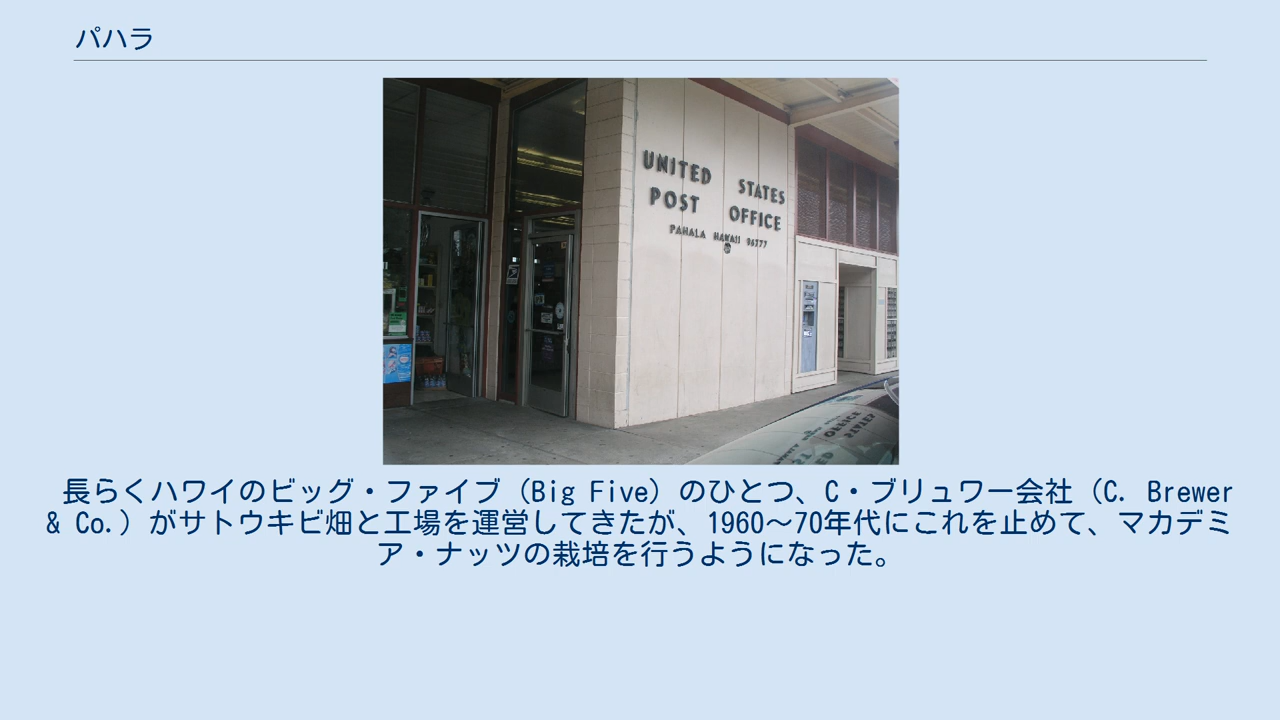 パハラ
UNITED STATES
POST OFFICE
PAHALA HAWAII 96777
長らくハワイのビッグ・ファイブ（Big Five）のひとつ、C・ブリュワー会社（C. Brewer
& Co.）がサトウキビ畑と工場を運営してきたが、1960～70年代にこれを止めて、マカデミ
ア・ナッツの栽培を行うようになった。